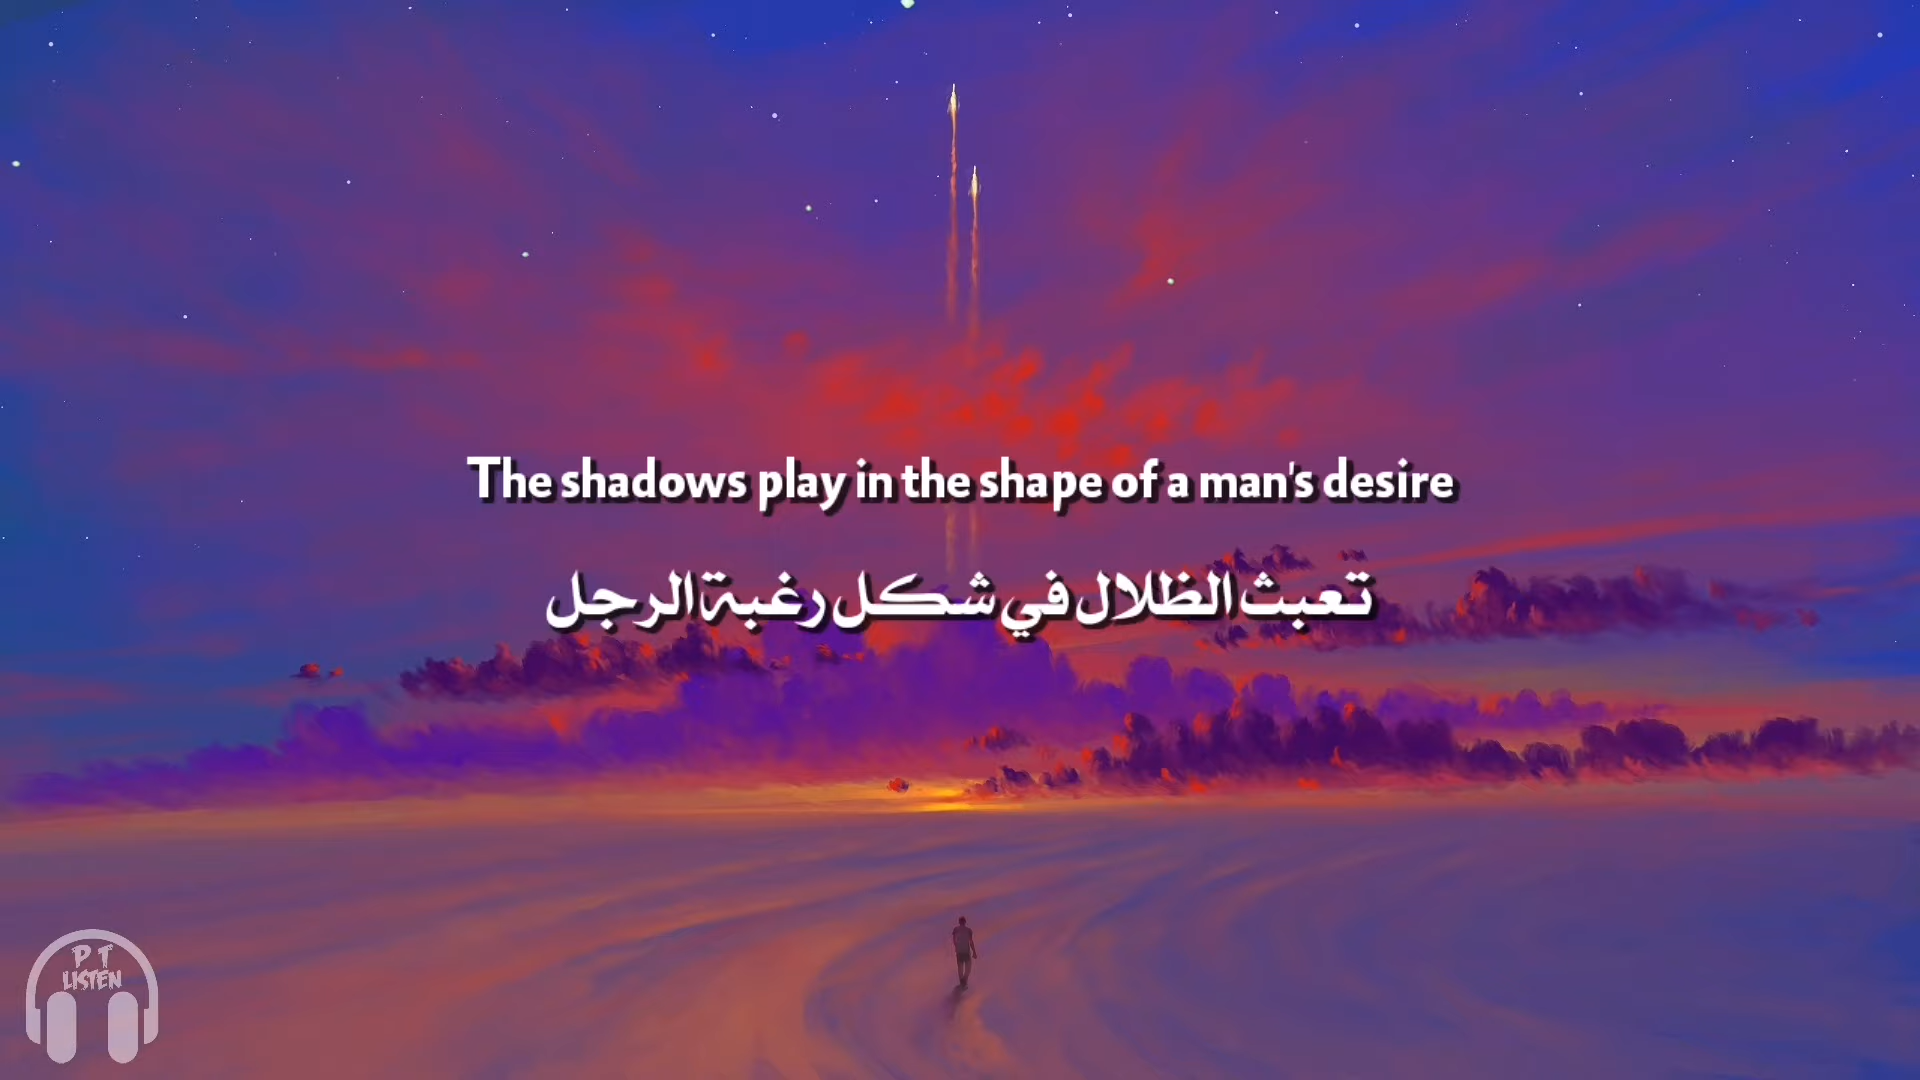 The shadows play in the shape of a man's desire
تعبث الظلال في شكل رغبة الرجل
P T
LISTEN